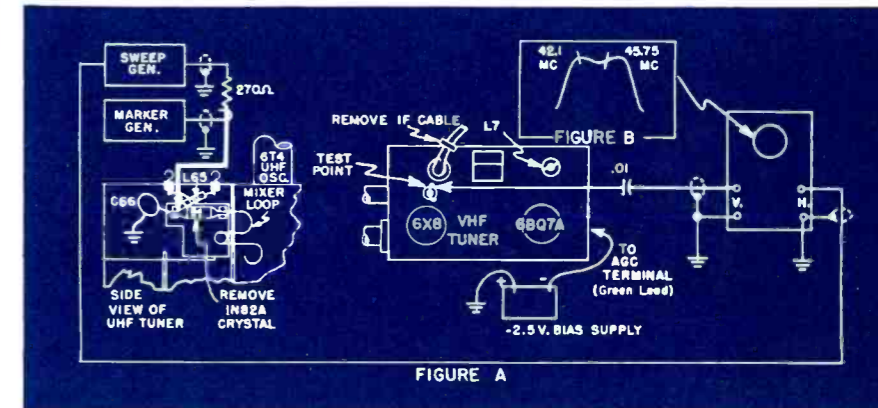 SWEEP
GEN.
270Ω
MARKER
GEN.
L65
6T4
UHF
OSC.
C66
MIXER
LOOP
SIDE
VIEW OF
UHF TUNER
REMOVE
1N82A
CRYSTAL
REMOVE IF CABLE
L7
TEST
POINT
6X8
VHF
TUNER
6BQ7A
TO
AGC
TERMINAL
(Green Lead)
+
-
-2.5 V. BIAS SUPPLY
42.1
MC
45.75
MC
FIGURE B
.01
V.
H.
FIGURE A